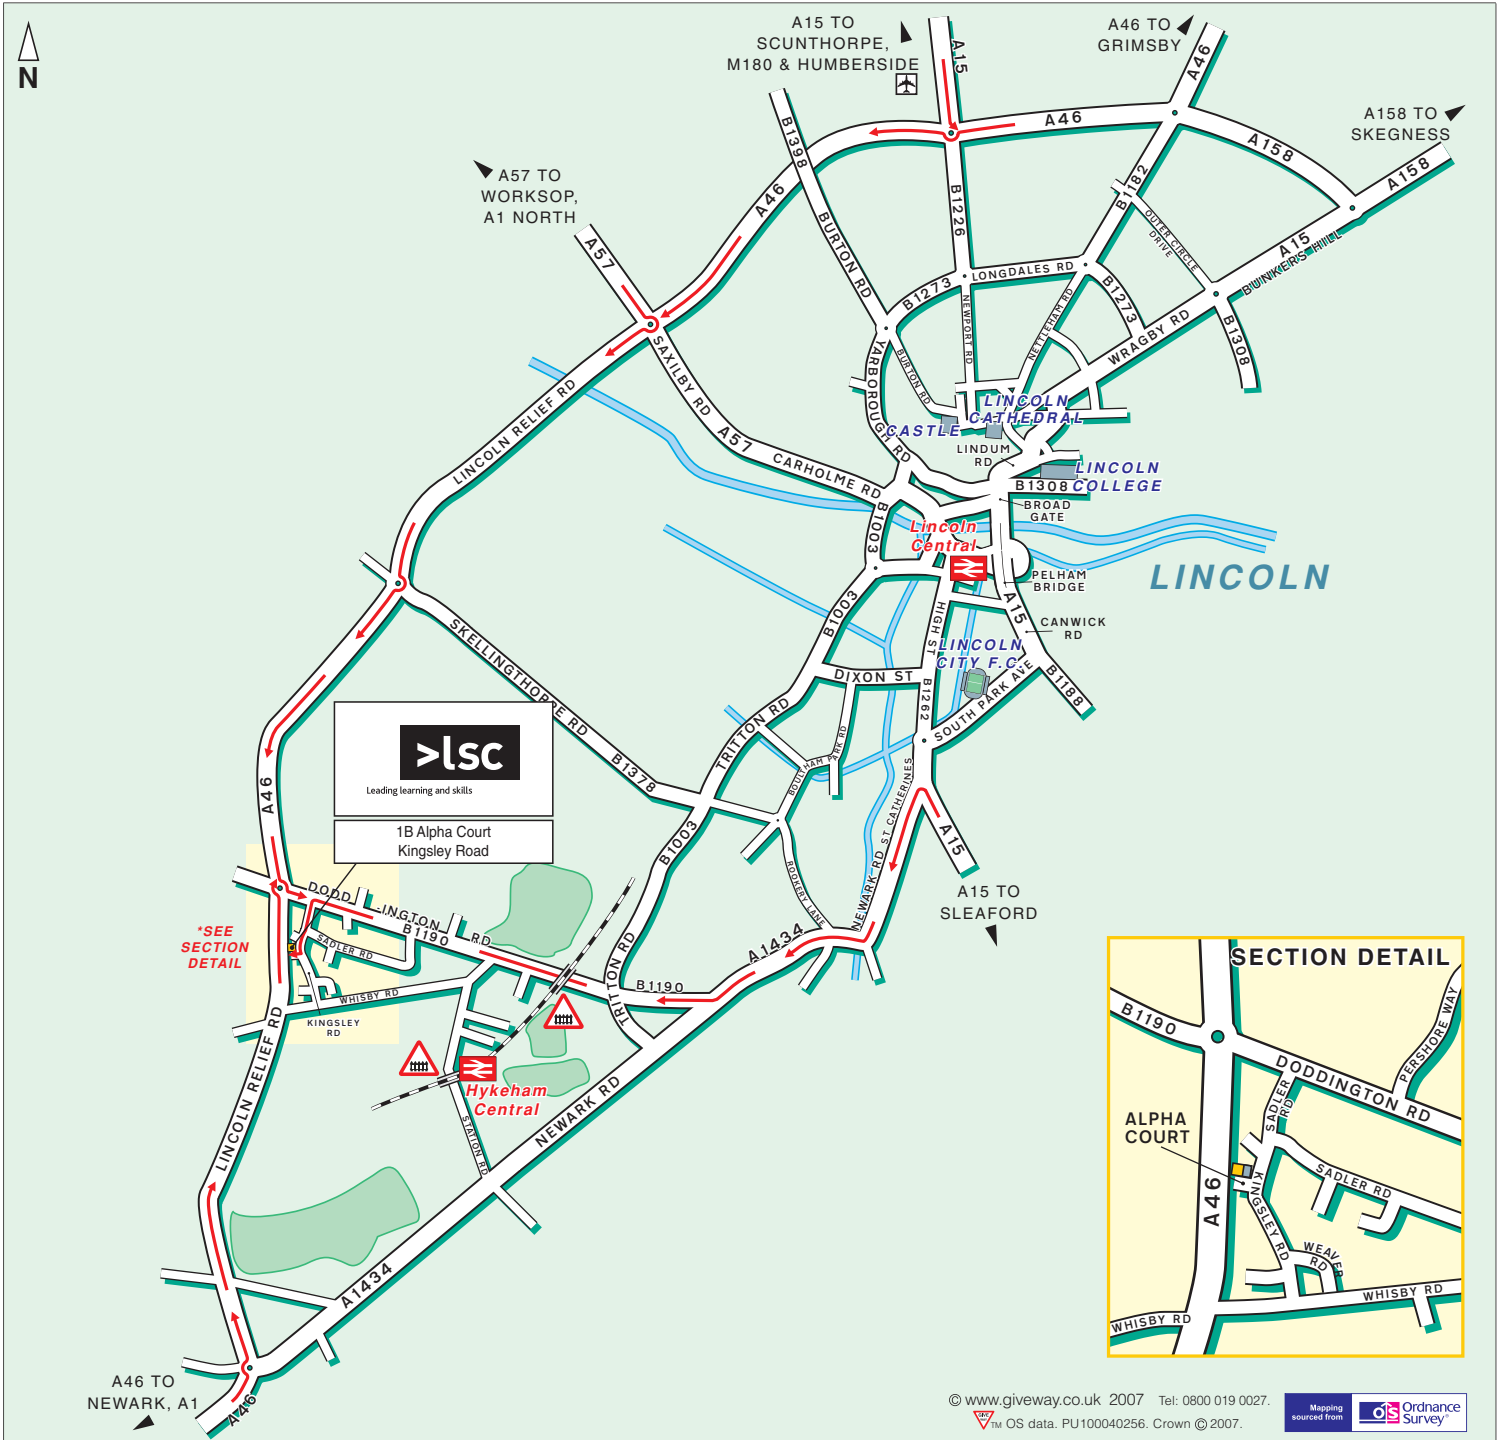 N
A15 TO
SCUNTHORPE,
M180 & HUMBERSIDE
A15
A46 TO
GRIMSBY
A46
A158 TO
SKEGNESS
A46
A158
A158
B1398
A57 TO
WORKSOP,
A1 NORTH
A57
A46
B1226
B1182
OUTER CIRCLE
DRIVE
A15
BUNKERS HILL
BURTON RD
LONGDALES RD
B1273
B1273
NEWPORT RD
NETTLEHAM RD
WRAGBY RD
B1308
SAXILBY RD
YARBOROUGH RD
BURTON RD
LINCOLN RELIEF RD
A57
CARHOLME RD
CASTLE
LINCOLN
CATHEDRAL
LINDUM
RD
LINCOLN
COLLEGE
B1308
BROAD
GATE
B1003
Lincoln
Central
PELHAM
BRIDGE
LINCOLN
A15
CANWICK
RD
B1003
HIGH ST
LINCOLN
CITY F.C.
SKELLINGTHORPE RD
DIXON ST
B1262
SOUTH PARK AVE
B1188
TRITTON RD
B1378
BOULTHAM PARK RD
ST CATHERINES
>lsc
Leading learning and skills
1B Alpha Court
Kingsley Road
A46
B1003
A15
ROOKERY LANE
NEWARK RD
A15 TO
SLEAFORD
DODD
-INGTON
RD
B1190
*SEE
SECTION
DETAIL
SADLER RD
WHISBY RD
KINGSLEY
RD
TRITTON RD
A1434
B1190
LINCOLN RELIEF RD
Hykeham
Central
STATION RD
NEWARK RD
A1434
A46 TO
NEWARK, A1
A46
SECTION DETAIL
B1190
PERSHORE WAY
DODDINGTON RD
SADLER
RD
ALPHA
COURT
SADLER RD
A46
KINGSLEY RD
WEAVER
RD
WHISBY RD
WHISBY RD
© www.giveway.co.uk 2007 Tel: 0800 019 0027.
TM OS data. PU100040256. Crown © 2007.
Mapping
sourced from
OS
Ordnance
Survey®